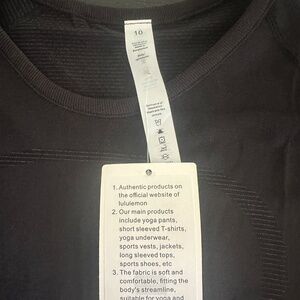 10
1. Authentic products on
the official website of
lululemon
2. Our main products
include yoga pants,
short sleeved T-shirts,
yoga underwear,
sports vests, jackets,
long sleeved tops,
sports shoes, etc
3. The fabric is soft and
comfortable, fitting the
body's streamline,
suitable for yoga and